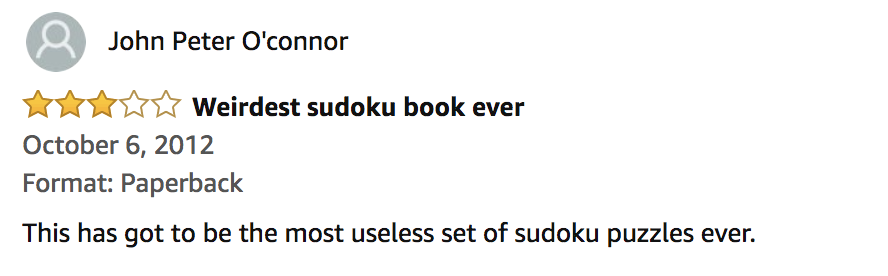 John Peter O'connor
Weirdest sudoku book ever
October 6, 2012
Format: Paperback
This has got to be the most useless set of sudoku puzzles ever.